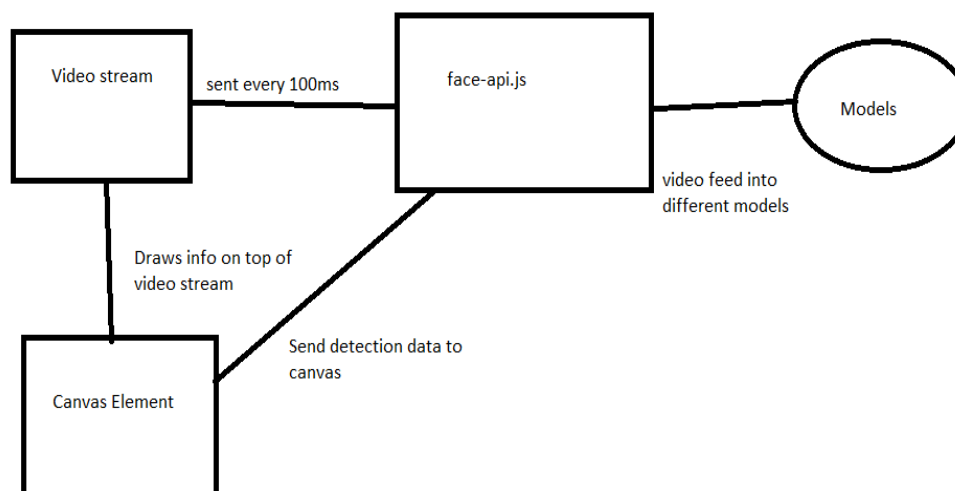 Video stream
sent every 100ms
face-api.js
Models
video feed into
different models
Draws info on top of
video stream
Send detection data to
canvas
Canvas Element